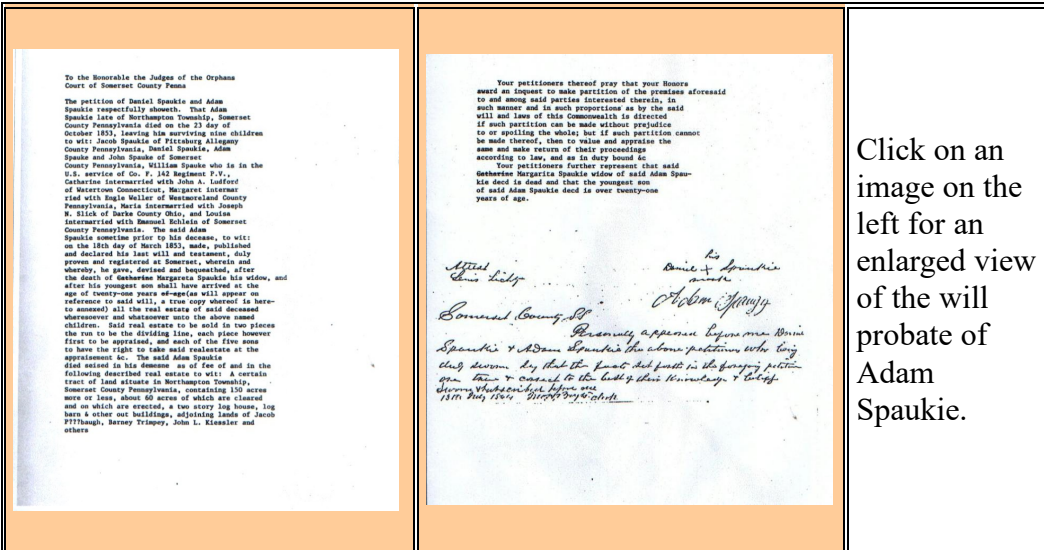 To the Honorable the Judges of the Orphans
Court of Somerset County Penna
The petition of Daniel Spaukie and Adam
Spaukie respectfully showeth. That Adam
Spaukie late of Northampton Township, Somerset
County Pennsylvania died on the 23 day of
October 1853, leaving him surviving nine children
to wit: Jacob Spaukie of Pittsburg Allegany
County Pennsylvania, Daniel Spaukie, Adam
Spauke and John Spauke of Somerset
County Pennsylvania, William Spauke who is in the
U.S. service of Co. F. 142 Regiment P.V.,
Catharine intermarried with John A. Ludford
of Watertown Connecticut, Margaret intermar
ried with Engle Weller of Westmoreland County
Pennsylvania, Maria intermarried with Joseph
N. Slick of Darke County Ohio, and Louisa
intermarried with Emanuel Echlein of Somerset
County Pennsylvania. The said Adam
Spaukie sometime prior to his decease, to wit:
on the 18th day of March 1853, made, published
and declared his last will and testament, duly
proven and registered at Somerset, wherein and
whereby, he gave, devised and bequeathed, after
the death of Catharine Margareta Spaukie his widow, and
after his youngest son shall have arrived at the
age of twenty-one years of age(as will appear on
reference to said will, a true copy whereof is here-
to annexed) all the real estate of said deceased
wheresoever and whatsoever unto the above named
children. Said real estate to be sold in two pieces
the run to be the dividing line, each piece however
first to be appraised, and each of the five sons
to have the right to take said realestate at the
appraisement &c. The said Adam Spaukie
died seized in his demesne as of fee of and in the
following described real estate to wit: A certain
tract of land situate in Northampton Township,
Somerset County Pennsylvania, containing 150 acres
more or less, about 60 acres of which are cleared
and on which are erected, a two story log house, log
barn & other out buildings, adjoining lands of Jacob
P???baugh, Barney Trimpey, John L. Kiessler and
others
Your petitioners thereof pray that your Honors
award an inquest to make partition of the premises aforesaid
to and among said parties interested therein, in
such manner and in such proportions as by the said
will and laws of this Commonwealth is directed
if such partition can be made without prejudice
to or spoiling the whole; but if such partition cannot
be made thereof, then to value and appraise the
same and make return of their proceedings
according to law, and as in duty bound &c
Your petitioners further represent that said
Catharine Margarita Spaukie widow of said Adam Spau-
kie decd is dead and that the youngest son
of said Adam Spaukie decd is over twenty-one
years of age.
Attest
his
Daniel X Spaukie
mark
Adam
Somerset County SS
Personally appeared before me Daniel
Spaukie & Adam Spaukie the above petitioners who being
duly sworn say that the facts set forth in the foregoing petition
are true & correct to the best of their Knowledge & belief
Sworn & subscribed before me
Click on an
image on the
left for an
enlarged view
of the will
probate of
Adam
Spaukie.